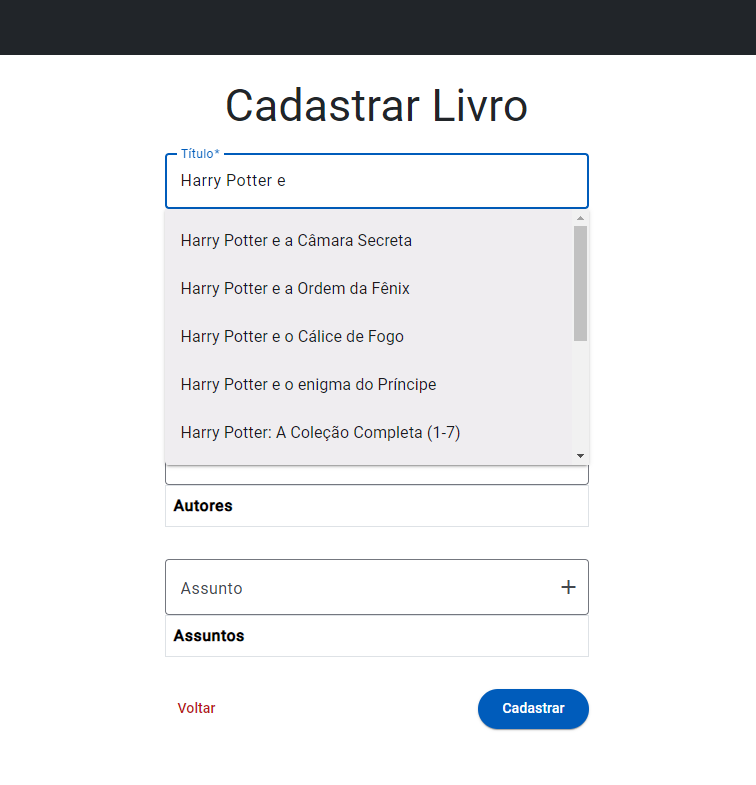 Cadastrar Livro
Título*
Harry Potter e
Harry Potter e a Câmara Secreta
Harry Potter e a Ordem da Fênix
Harry Potter e o Cálice de Fogo
Harry Potter e o enigma do Príncipe
Harry Potter: A Coleção Completa (1-7)
Autores
Assunto +
Assuntos
Voltar Cadastrar